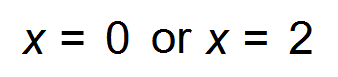 x = 0 or x = 2